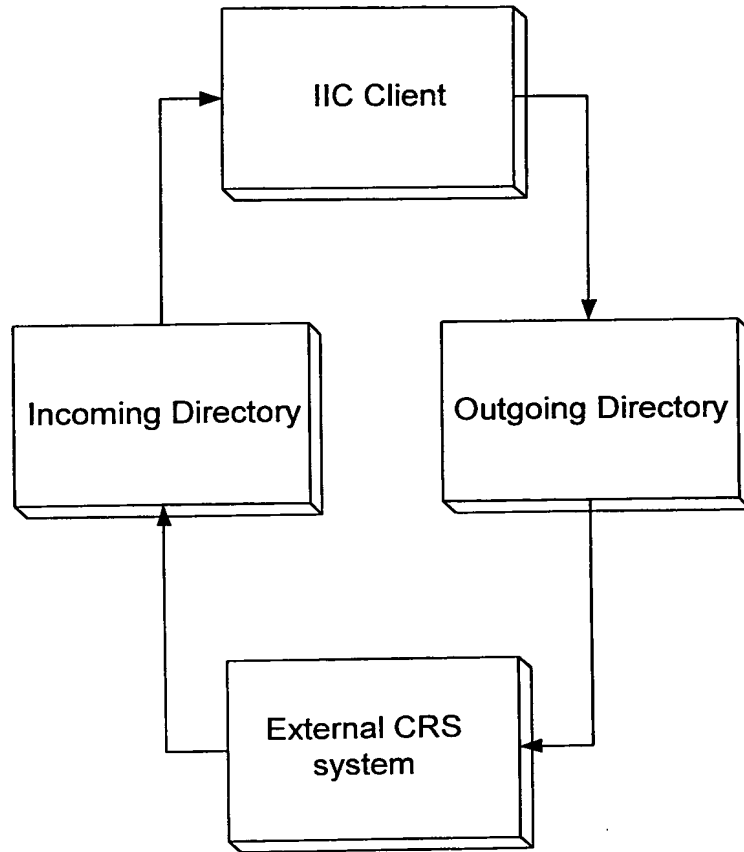 IIC Client
Incoming Directory
Outgoing Directory
External CRS
system